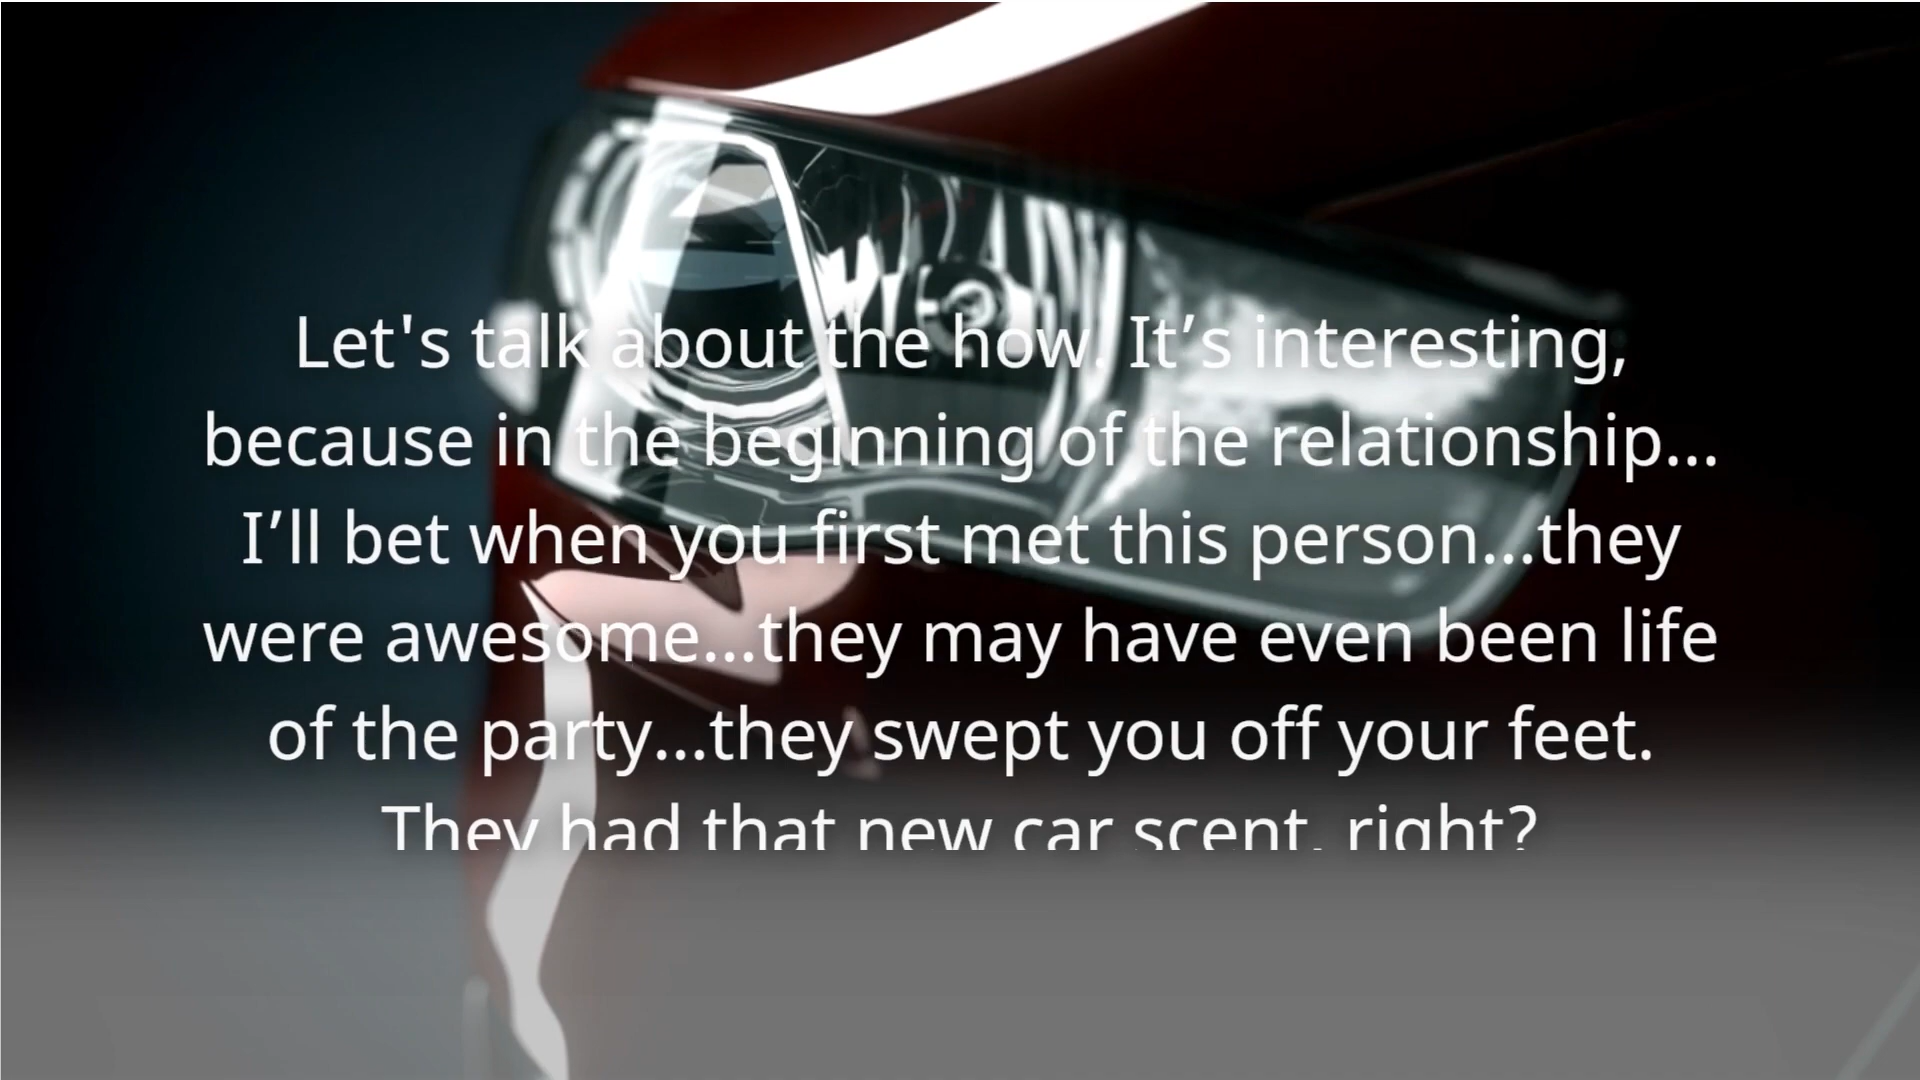 Let's talk about the how. It’s interesting,
because in the beginning of the relationship...
I’ll bet when you first met this person...they
were awesome...they may have even been life
of the party...they swept you off your feet.
They had that new car scent, right?